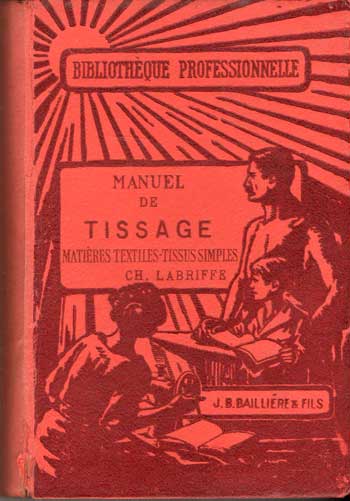 BIBLIOTHÈQUE PROFESSIONNELLE
MANUEL
DE
TISSAGE
MATIÈRES TEXTILES-TISSUS SIMPLES
CH. LABRIFFE
J. B. BAILLIÈRE & FILS